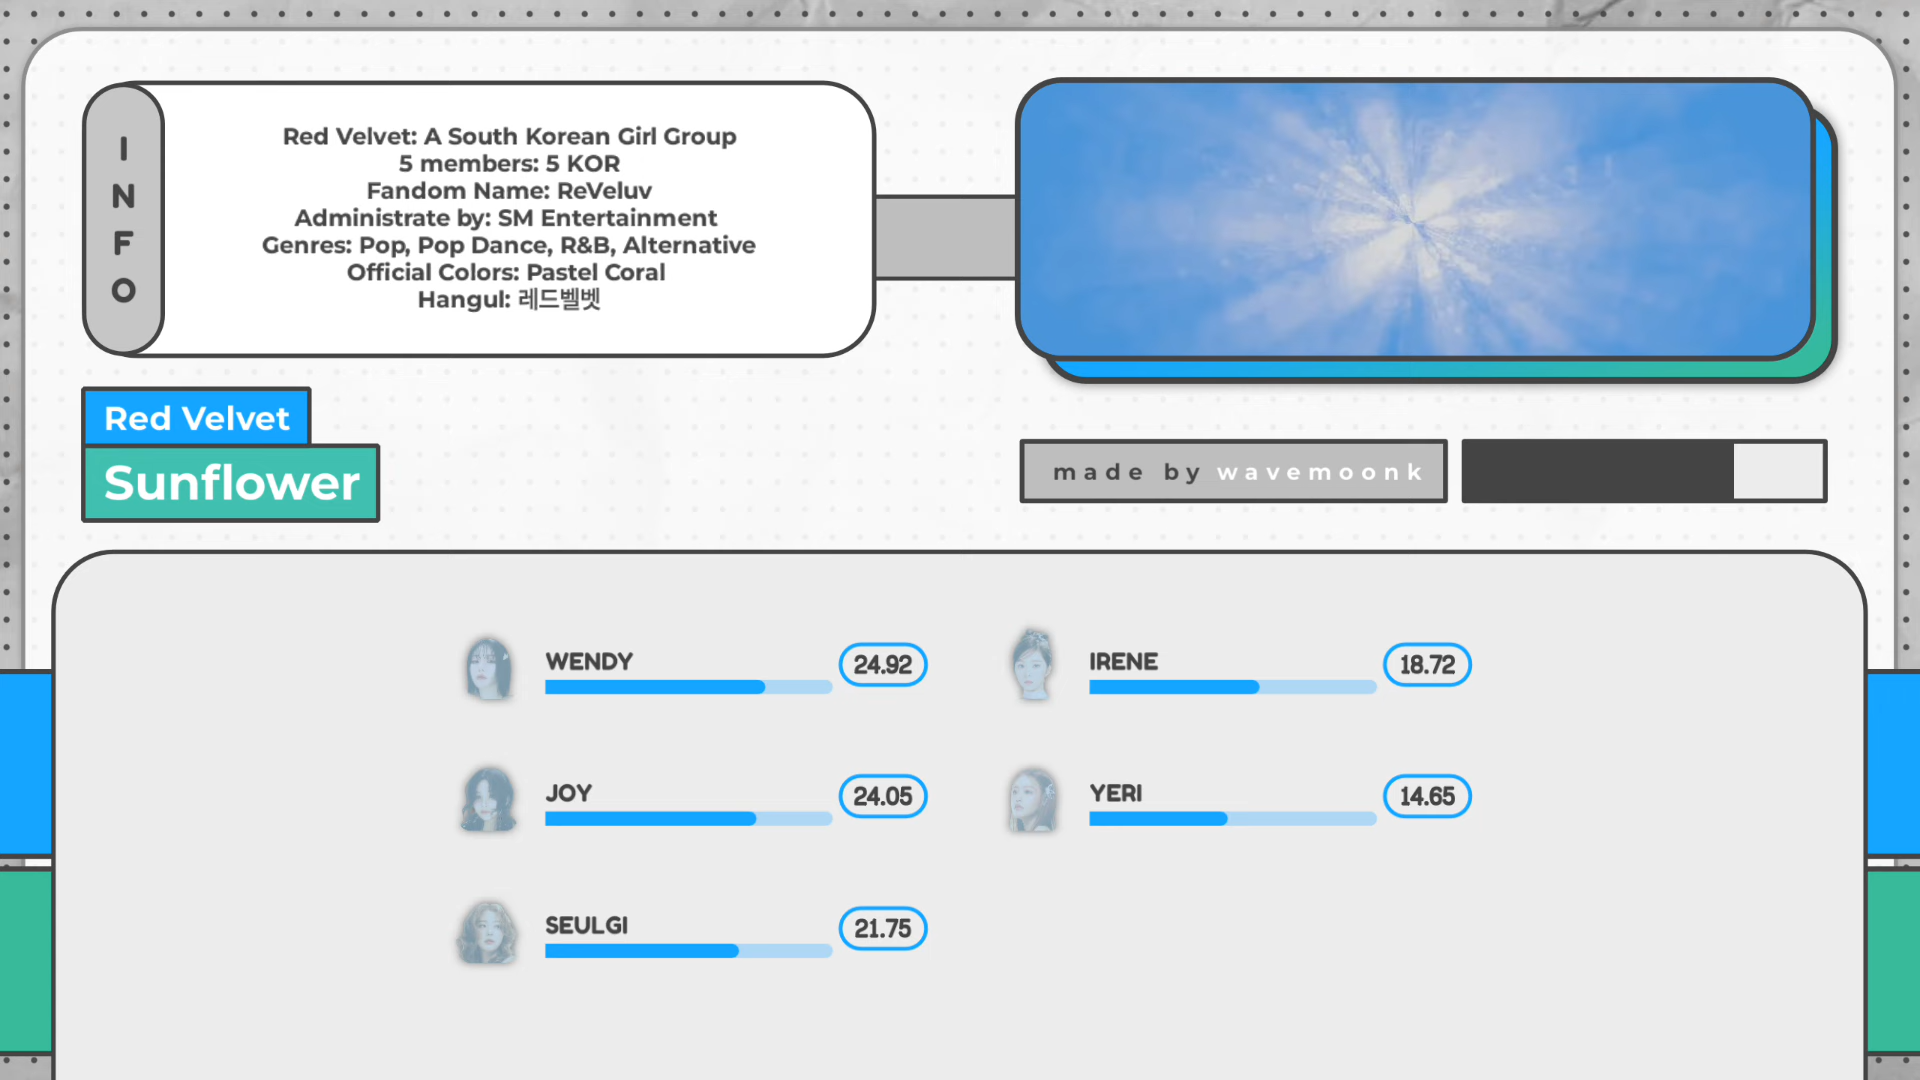 INFO
Red Velvet: A South Korean Girl Group
5 members: 5 KOR
Fandom Name: ReVeluv
Administrate by: SM Entertainment
Genres: Pop, Pop Dance, R&B, Alternative
Official Colors: Pastel Coral
Hangul: 레드벨벳
Red Velvet
Sunflower
made by wavemoonk
WENDY 24.92
IRENE 18.72
JOY 24.05
YERI 14.65
SEULGI 21.75